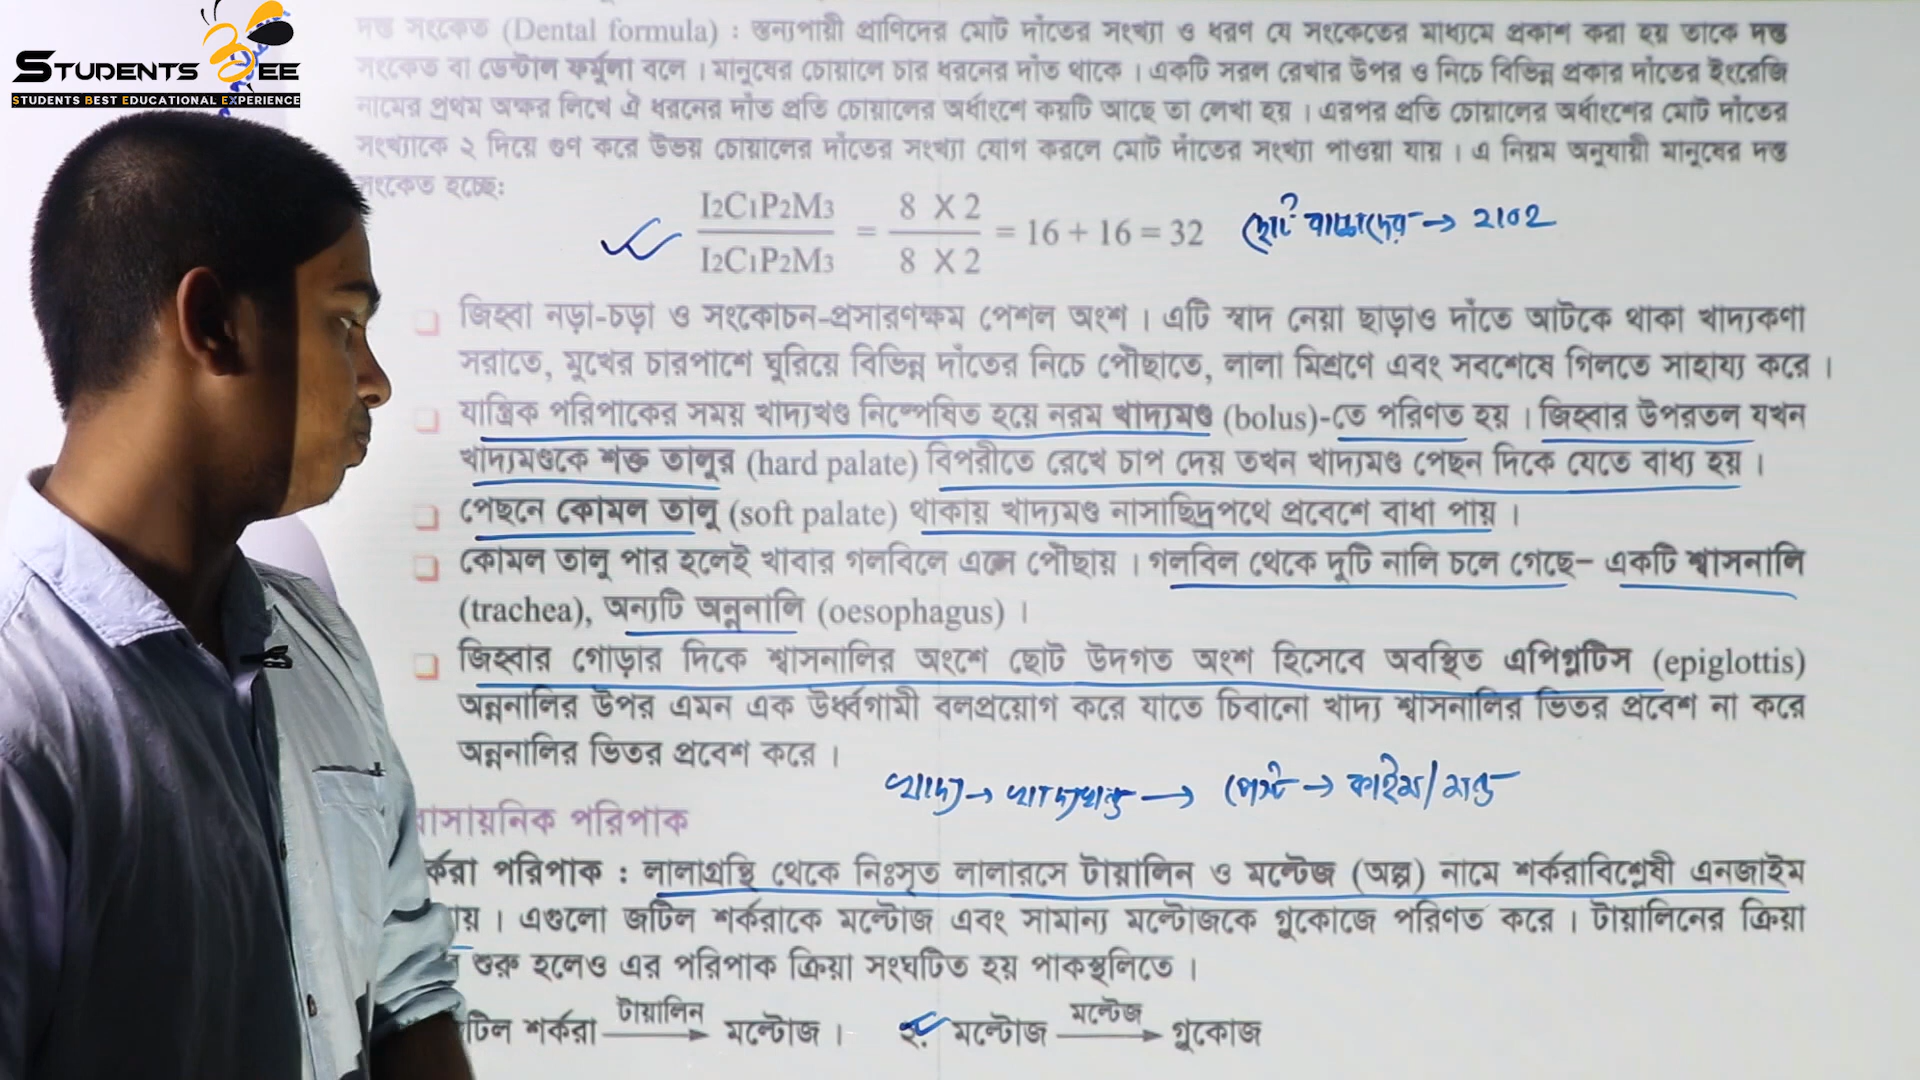 STUDENTS BEE
STUDENTS BEST EDUCATIONAL EXPERIENCE
দন্ত সংকেত (Dental formula) : স্তন্যপায়ী প্রাণিদের মোট দাঁতের সংখ্যা ও ধরণ যে সংকেতের মাধ্যমে প্রকাশ করা হয় তাকে দন্ত
সংকেত বা ডেন্টাল ফর্মুলা বলে । মানুষের চোয়ালে চার ধরনের দাঁত থাকে । একটি সরল রেখার উপর ও নিচে বিভিন্ন প্রকার দাঁতের ইংরেজি
নামের প্রথম অক্ষর লিখে ঐ ধরনের দাঁত প্রতি চোয়ালের অর্ধাংশে কয়টি আছে তা লেখা হয় । এরপর প্রতি চোয়ালের অর্ধাংশের মোট দাঁতের
সংখ্যাকে ২ দিয়ে গুণ করে উভয় চোয়ালের দাঁতের সংখ্যা যোগ করলে মোট দাঁতের সংখ্যা পাওয়া যায় । এ নিয়ম অনুযায়ী মানুষের দন্ত
সংকেত হচ্ছে:
I2C1P2M3 8 X 2
= = 16 + 16 = 32 ছোট বাচ্চাদের → ২১০২
I2C1P2M3 8 X 2
জিহ্বা নড়া-চড়া ও সংকোচন-প্রসারণক্ষম পেশল অংশ । এটি স্বাদ নেয়া ছাড়াও দাঁতে আটকে থাকা খাদ্যকণা
সরাতে, মুখের চারপাশে ঘুরিয়ে বিভিন্ন দাঁতের নিচে পৌঁছাতে, লালা মিশ্রণে এবং সবশেষে গিলতে সাহায্য করে ।
যান্ত্রিক পরিপাকের সময় খাদ্যখণ্ড নিষ্পেষিত হয়ে নরম খাদ্যমণ্ড (bolus)-তে পরিণত হয় । জিহ্বার উপরতল যখন
খাদ্যমণ্ডকে শক্ত তালুর (hard palate) বিপরীতে রেখে চাপ দেয় তখন খাদ্যমণ্ড পেছন দিকে যেতে বাধ্য হয় ।
পেছনে কোমল তালু (soft palate) থাকায় খাদ্যমণ্ড নাসাছিদ্রপথে প্রবেশে বাধা পায় ।
কোমল তালু পার হলেই খাবার গলবিলে এসে পৌঁছায় । গলবিল থেকে দুটি নালি চলে গেছে– একটি শ্বাসনালি
(trachea), অন্যটি অন্ননালি (oesophagus) ।
জিহ্বার গোড়ার দিকে শ্বাসনালির অংশে ছোট উদগত অংশ হিসেবে অবস্থিত এপিগ্লটিস (epiglottis)
অন্ননালির উপর এমন এক উর্ধ্বগামী বলপ্রয়োগ করে যাতে চিবানো খাদ্য শ্বাসনালির ভিতর প্রবেশ না করে
অন্ননালির ভিতর প্রবেশ করে ।
খাদ্য → খাদ্যখন্ড → পেস্ট → কাইম/মন্ড
রাসায়নিক পরিপাক
র্করা পরিপাক : লালাগ্রন্থি থেকে নিঃসৃত লালারসে টায়ালিন ও মল্টেজ (অল্প) নামে শর্করাবিশ্লেষী এনজাইম
ায় । এগুলো জটিল শর্করাকে মল্টোজ এবং সামান্য মল্টোজকে গ্লুকোজে পরিণত করে । টায়ালিনের ক্রিয়া
শুরু হলেও এর পরিপাক ক্রিয়া সংঘটিত হয় পাকস্থলিতে ।
টিল শর্করা টায়ালিন → মল্টোজ । ২. মল্টোজ মল্টেজ → গ্লুকোজ